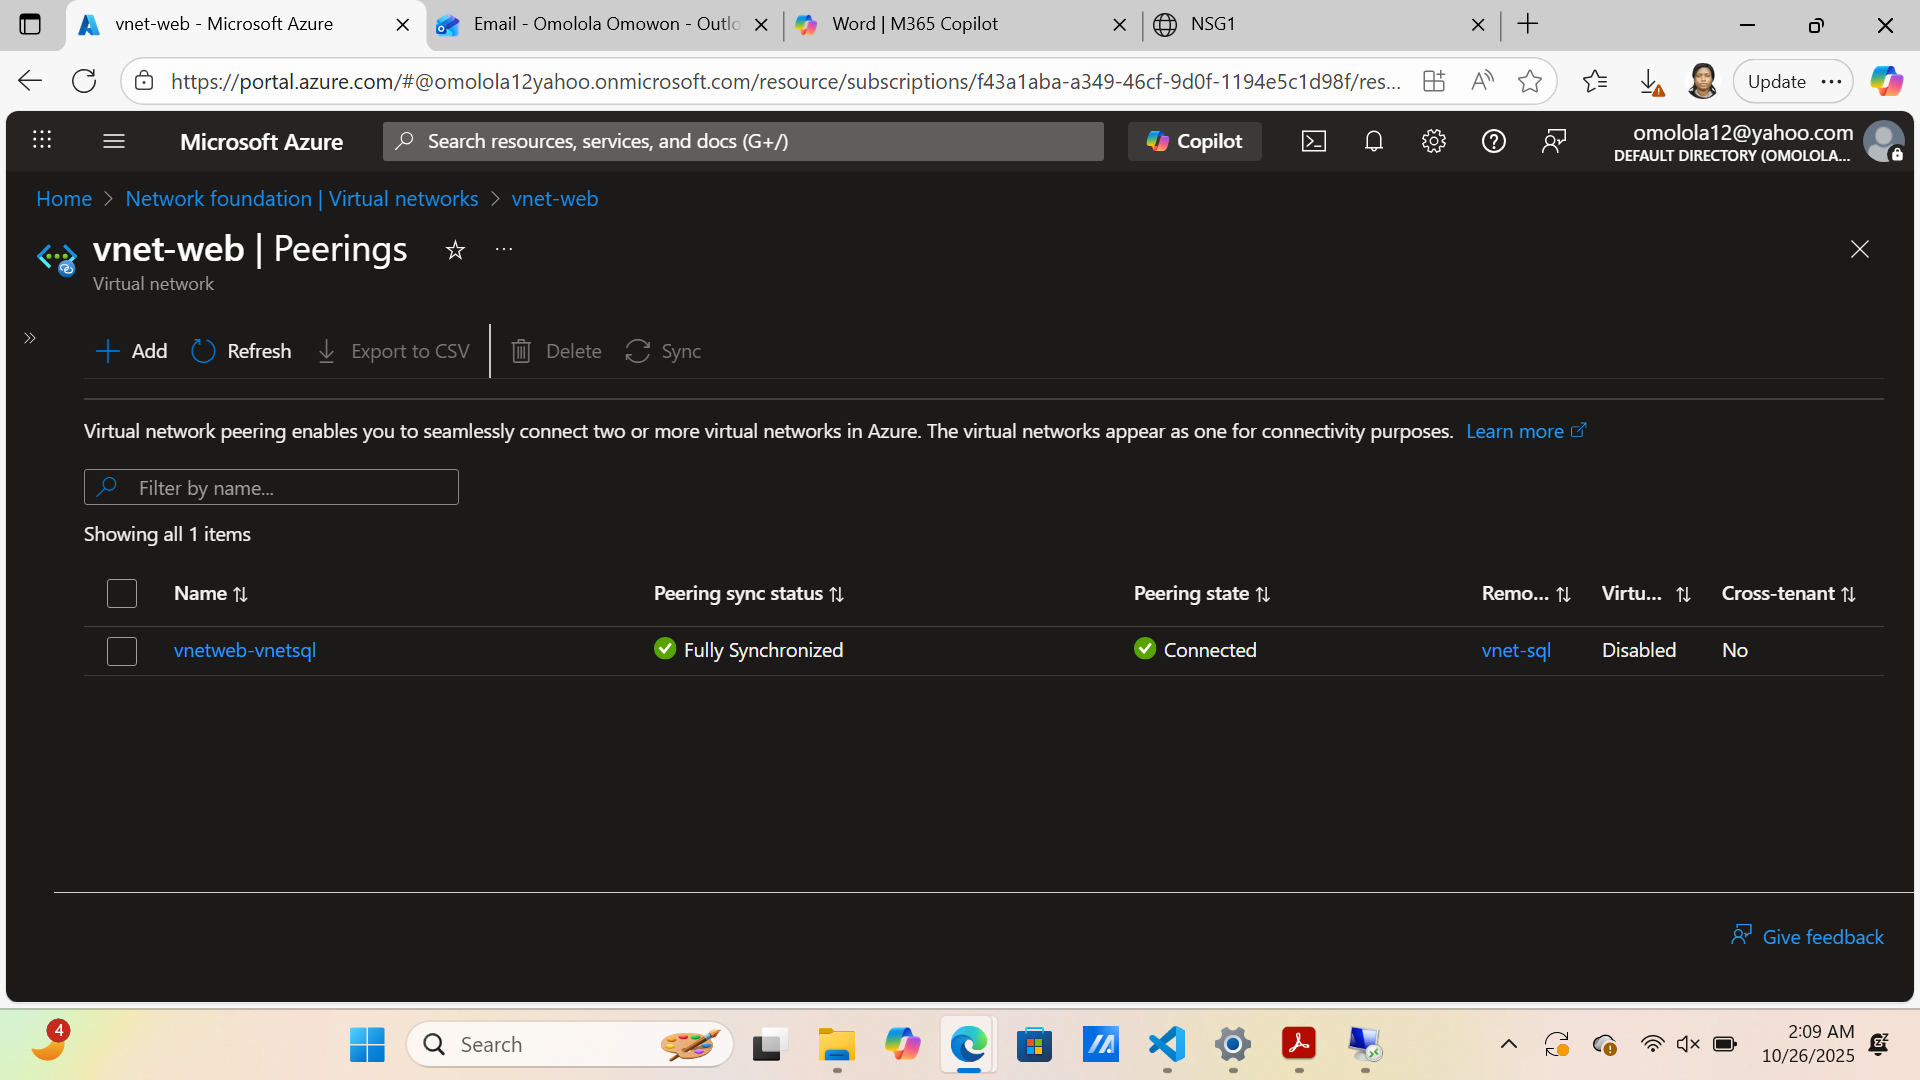 vnet-web - Microsoft Azure
Email - Omolola Omowon - Outlo
Word | M365 Copilot
NSG1
https://portal.azure.com/#@omolola12yahoo.onmicrosoft.com/resource/subscriptions/f43a1aba-a349-46cf-9d0f-1194e5c1d98f/res...
Update
Microsoft Azure
Search resources, services, and docs (G+/)
Copilot
omolola12@yahoo.com
DEFAULT DIRECTORY (OMOLOLA...
Home > Network foundation | Virtual networks > vnet-web
vnet-web | Peerings
Virtual network
Add
Refresh
Export to CSV
Delete
Sync
Virtual network peering enables you to seamlessly connect two or more virtual networks in Azure. The virtual networks appear as one for connectivity purposes. Learn more
Filter by name...
Showing all 1 items
Name Peering sync status Peering state Remo... Virtu... Cross-tenant
vnetweb-vnetsql Fully Synchronized Connected vnet-sql Disabled No
Give feedback
4
Search
2:09 AM
10/26/2025